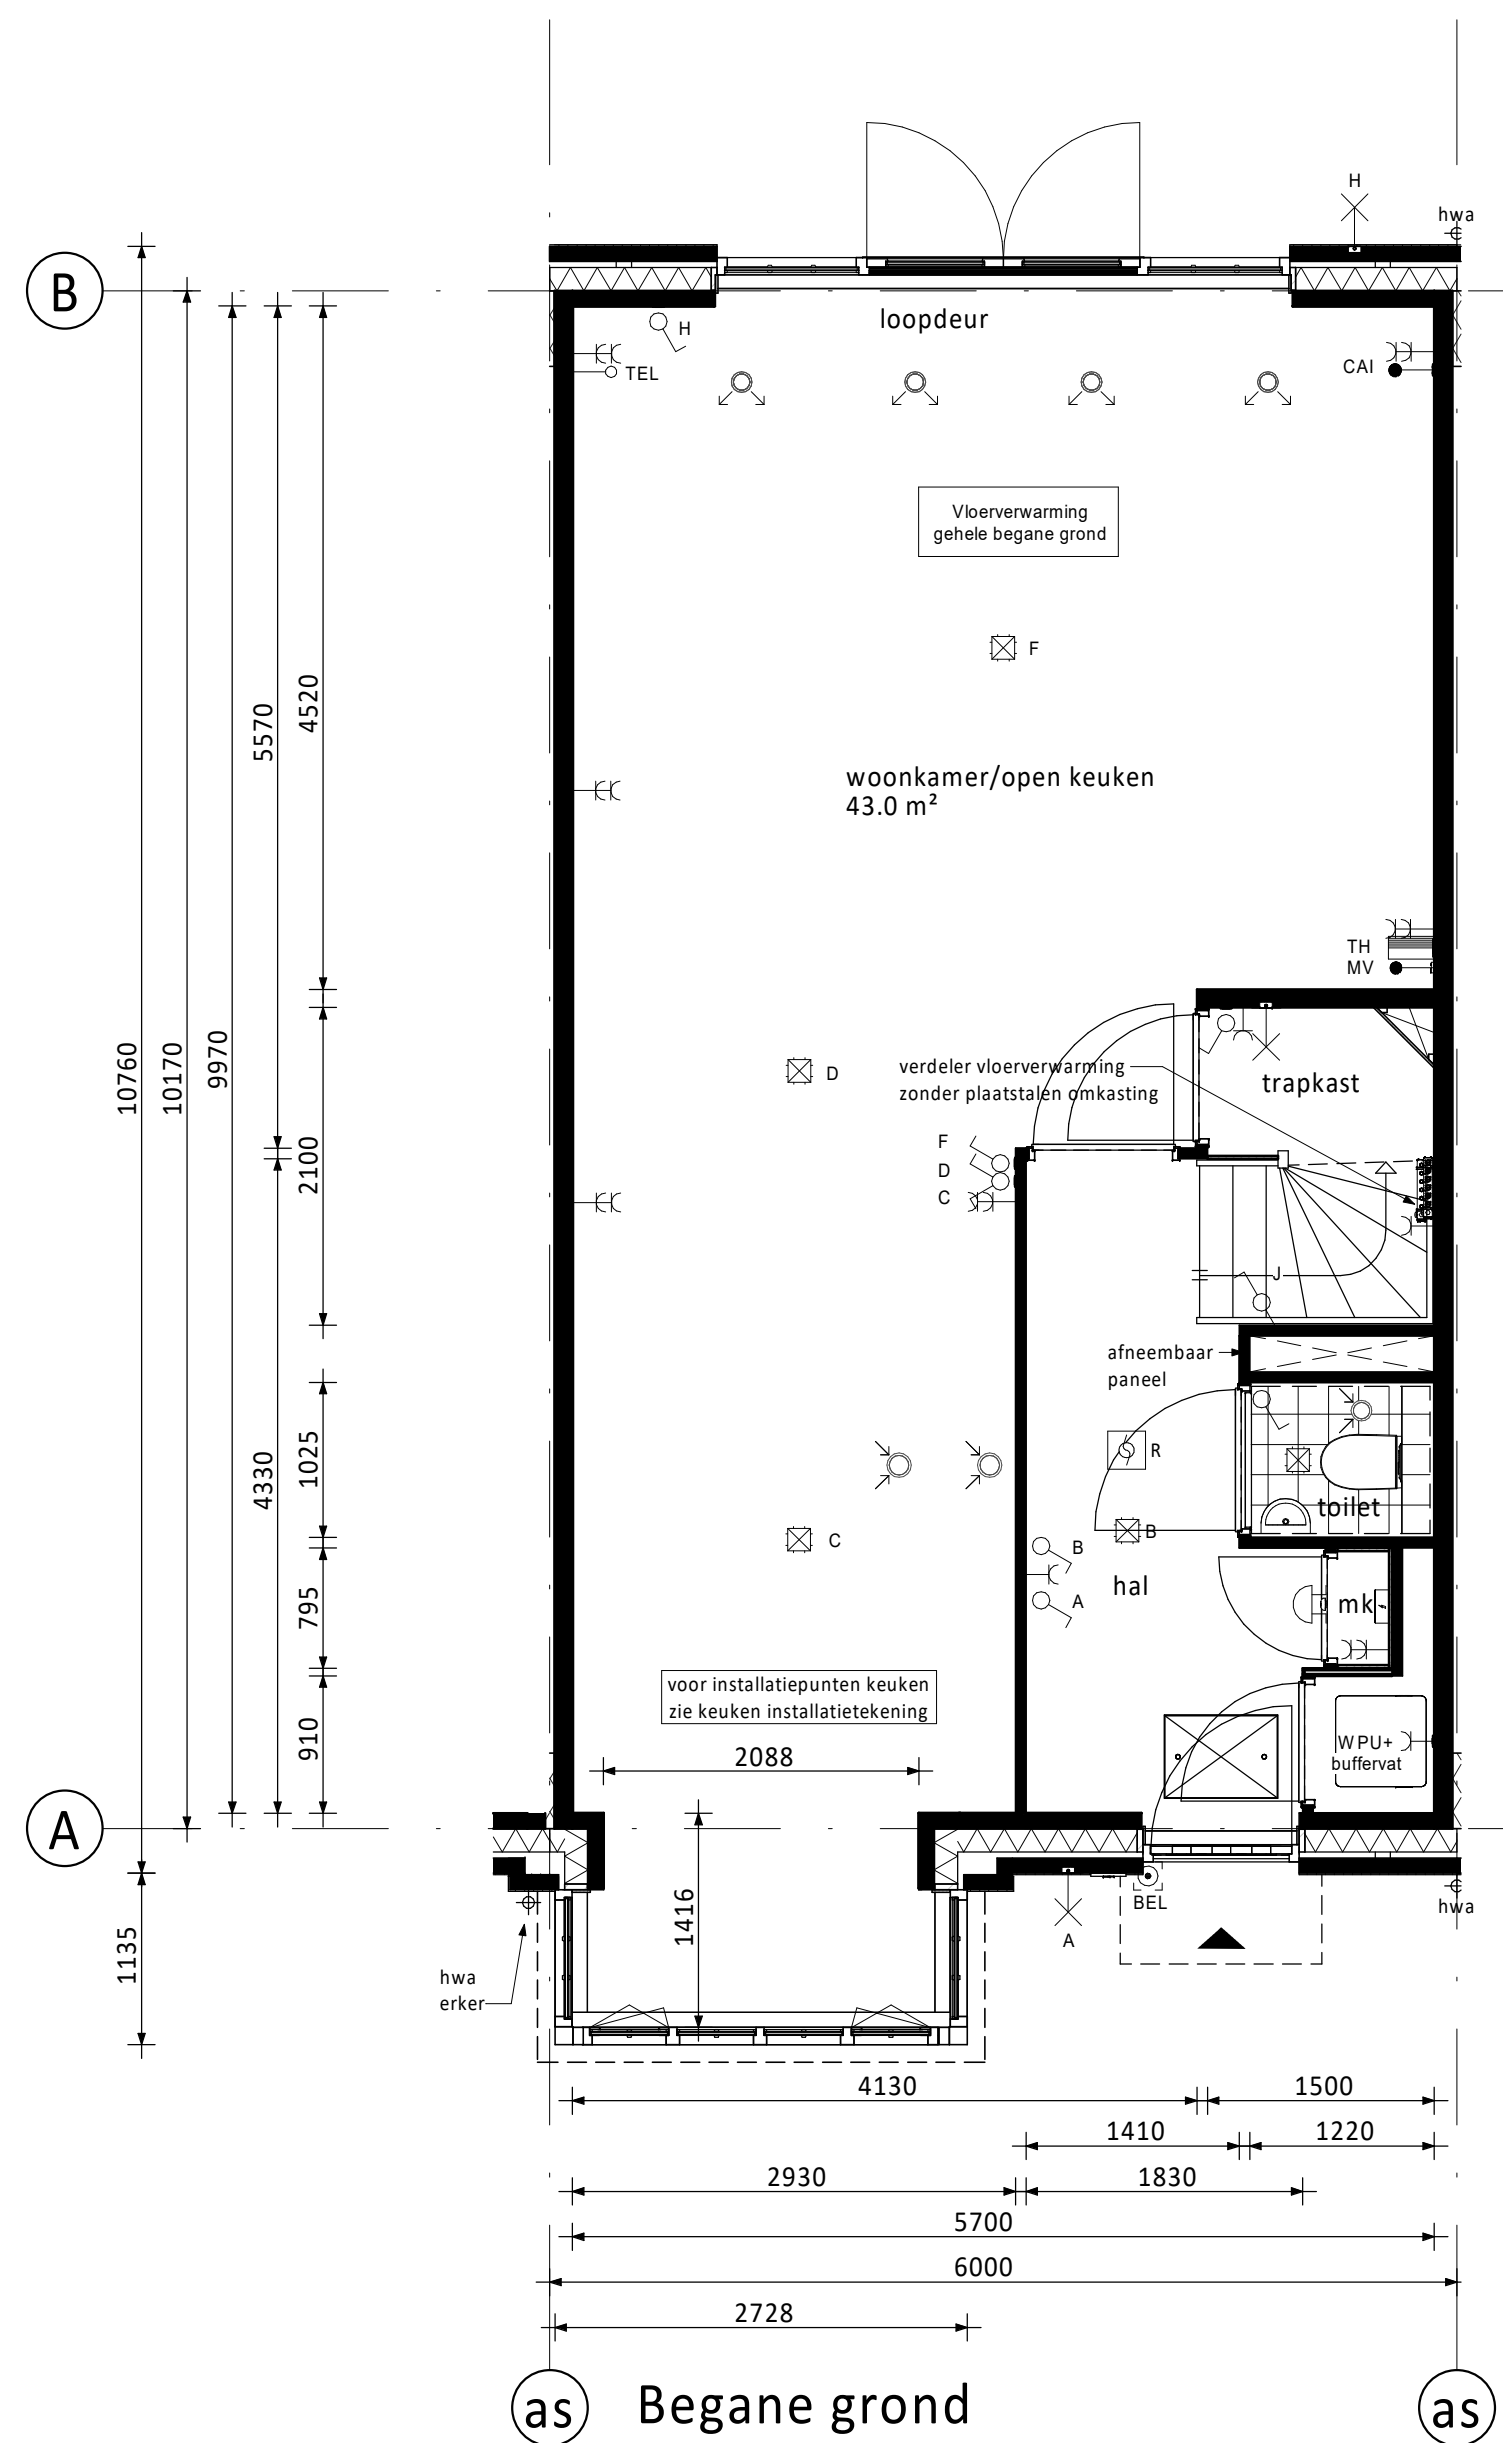 H
hwa
B
loopdeur
H
TEL
CAI
Vloerverwarming
gehele begane grond
F
woonkamer/open keuken
43.0 m²
4520
5570
TH
MV
10760
10170
9970
D
verdeler vloerverwarming
zonder plaatstalen omkasting
trapkast
F
D
C
2100
J
afneembaar
paneel
R
toilet
1025
4330
C
B
B
A
hal
mk
795
voor installatiepunten keuken
zie keuken installatietekening
910
2088
WPU+
buffervat
A
1416
1135
BEL
hwa
A
hwa
erker
4130
1500
1410
1220
2930
1830
5700
6000
2728
as
Begane grond
as